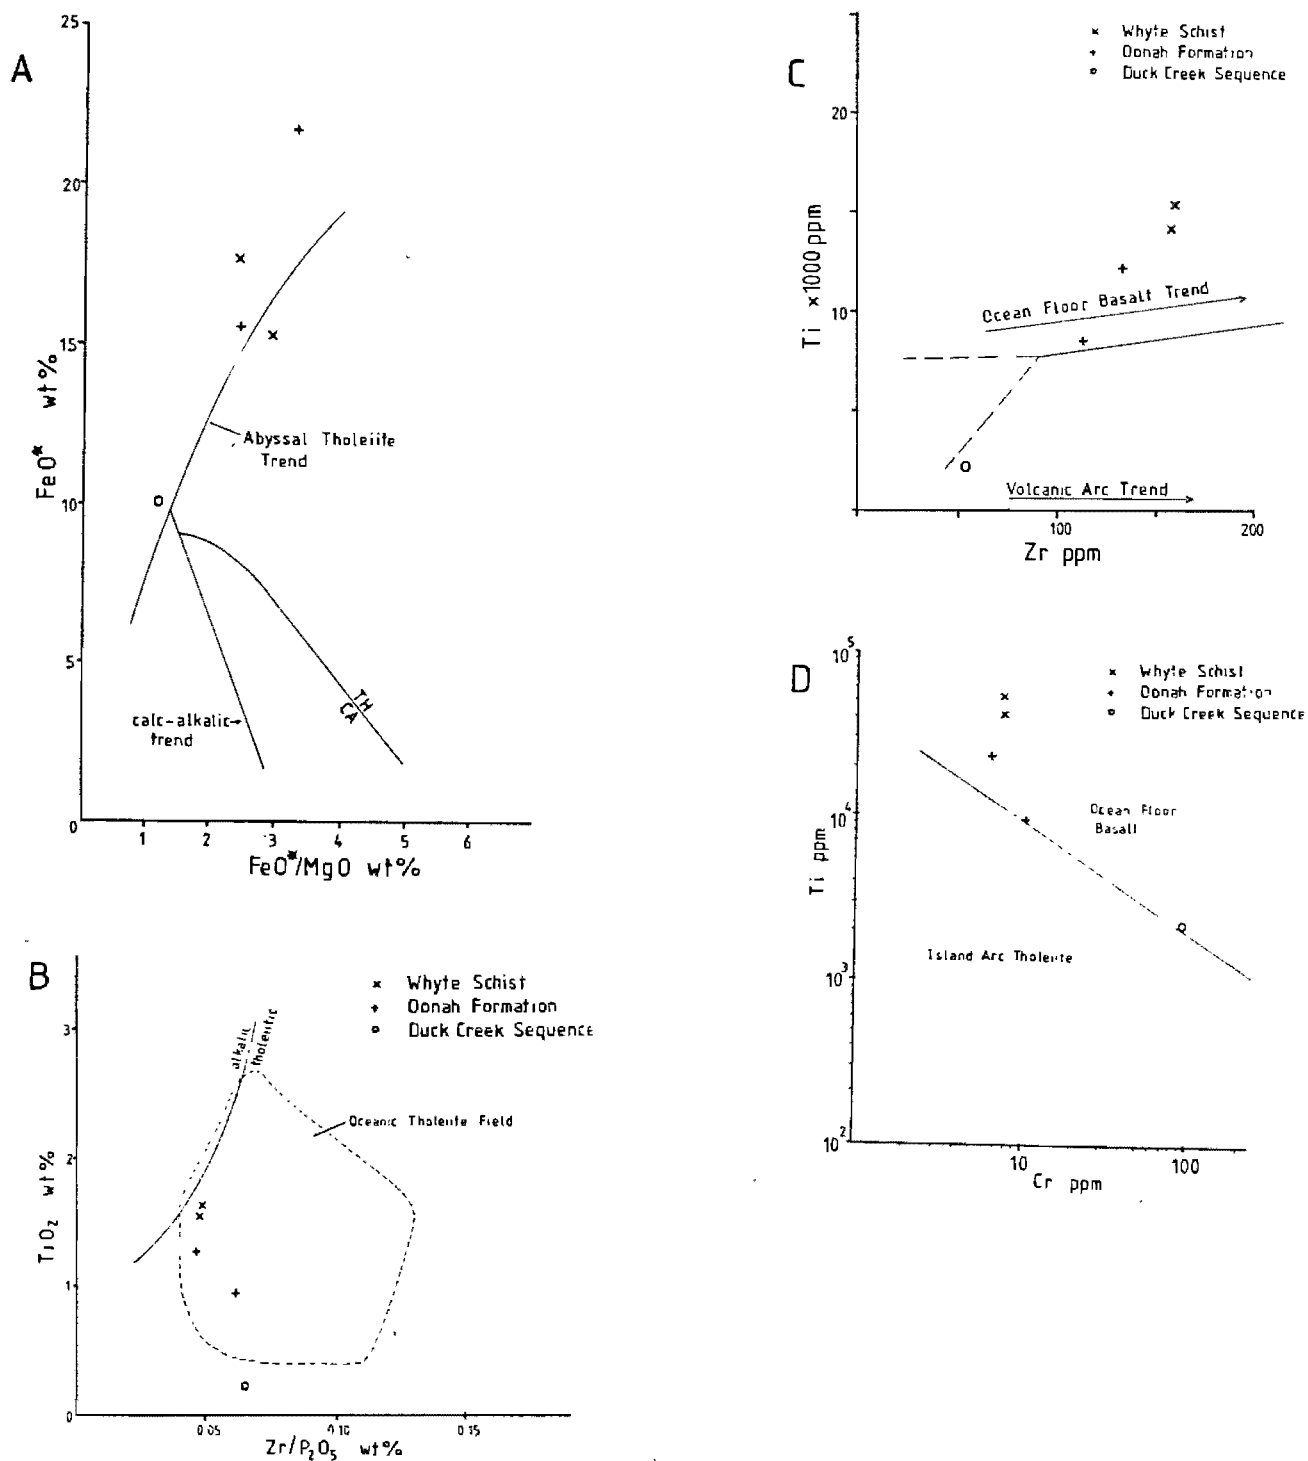 A
25
20
15
10
5
0
FeO* wt%
Abyssal Tholeiite
Trend
calc-alkalic
trend
TH
CA
1 2 3 4 5 6
FeO*/MgO wt%
B
x Whyte Schist
+ Oonah Formation
o Duck Creek Sequence
alkalic
tholeiitic
Oceanic Tholeiite Field
3
2
1
0
TiO2 wt%
0.05 0.10 0.15
Zr/P2O5 wt%
C
x Whyte Schist
+ Oonah Formation
o Duck Creek Sequence
20
10
Ti x1000ppm
Ocean Floor Basalt Trend
Volcanic Arc Trend
100 200
Zr ppm
D
x Whyte Schist
+ Oonah Formation
o Duck Creek Sequence
10^5
10^4
10^3
10^2
Ti ppm
Ocean Floor
Basalt
Island Arc Tholeiite
10 100
Cr ppm